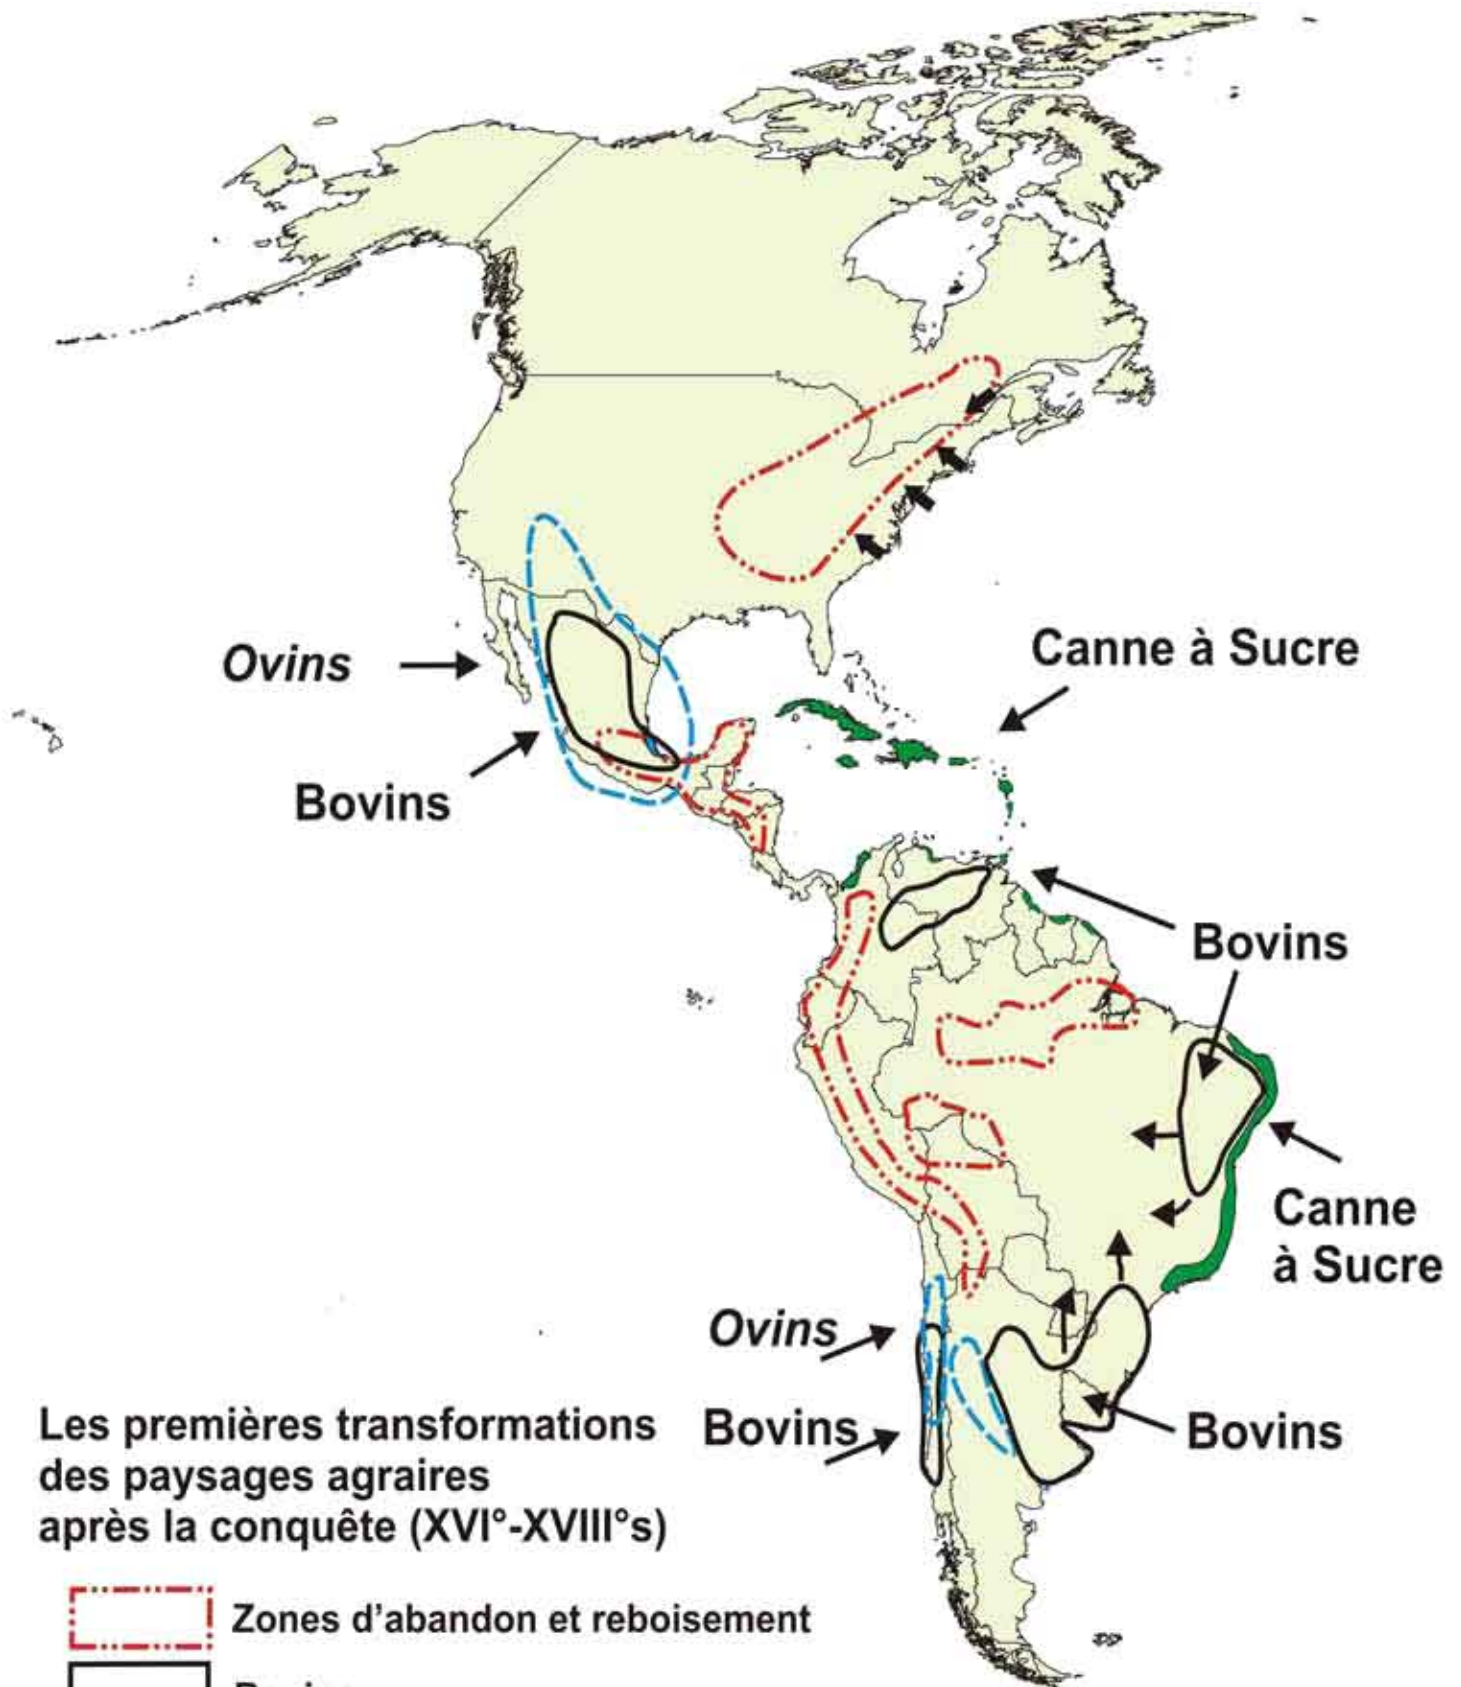 Ovins
Canne à Sucre
Bovins
Bovins
Canne
à Sucre
Ovins
Bovins
Bovins
Les premières transformations
des paysages agraires
après la conquête (XVI°-XVIII°s)
Zones d'abandon et reboisement